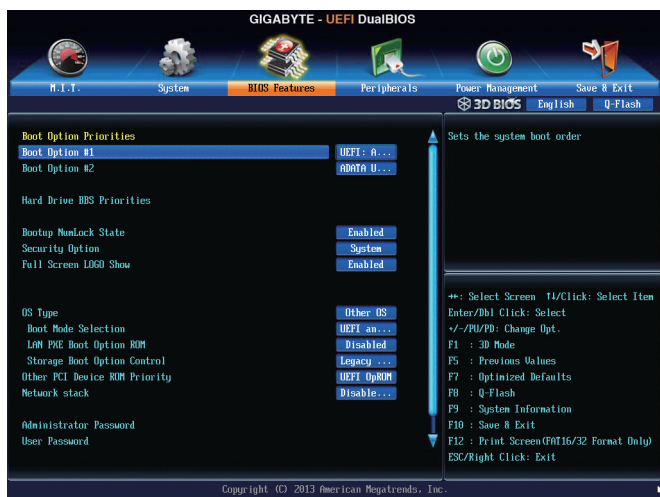 GIGABYTE - UEFI DualBIOS
M.I.T. System BIOS Features Peripherals Power Management Save & Exit
3D BIOS English Q-Flash
Boot Option Priorities
Boot Option #1 UEFI: A...
Boot Option #2 ADATA U...
Hard Drive BBS Priorities
Bootup NumLock State Enabled
Security Option System
Full Screen LOGO Show Enabled
OS Type Other OS
Boot Mode Selection UEFI an...
LAN PXE Boot Option ROM Disabled
Storage Boot Option Control Legacy ...
Other PCI Device ROM Priority UEFI OpROM
Network stack Disable...
Administrator Password
User Password
Sets the system boot order
→←: Select Screen ↑↓/Click: Select Item
Enter/Dbl Click: Select
+/-/PU/PD: Change Opt.
F1 : 3D Mode
F5 : Previous Values
F7 : Optimized Defaults
F8 : Q-Flash
F9 : System Information
F10 : Save & Exit
F12 : Print Screen(FAT16/32 Format Only)
ESC/Right Click: Exit
Copyright (C) 2013 American Megatrends, Inc.